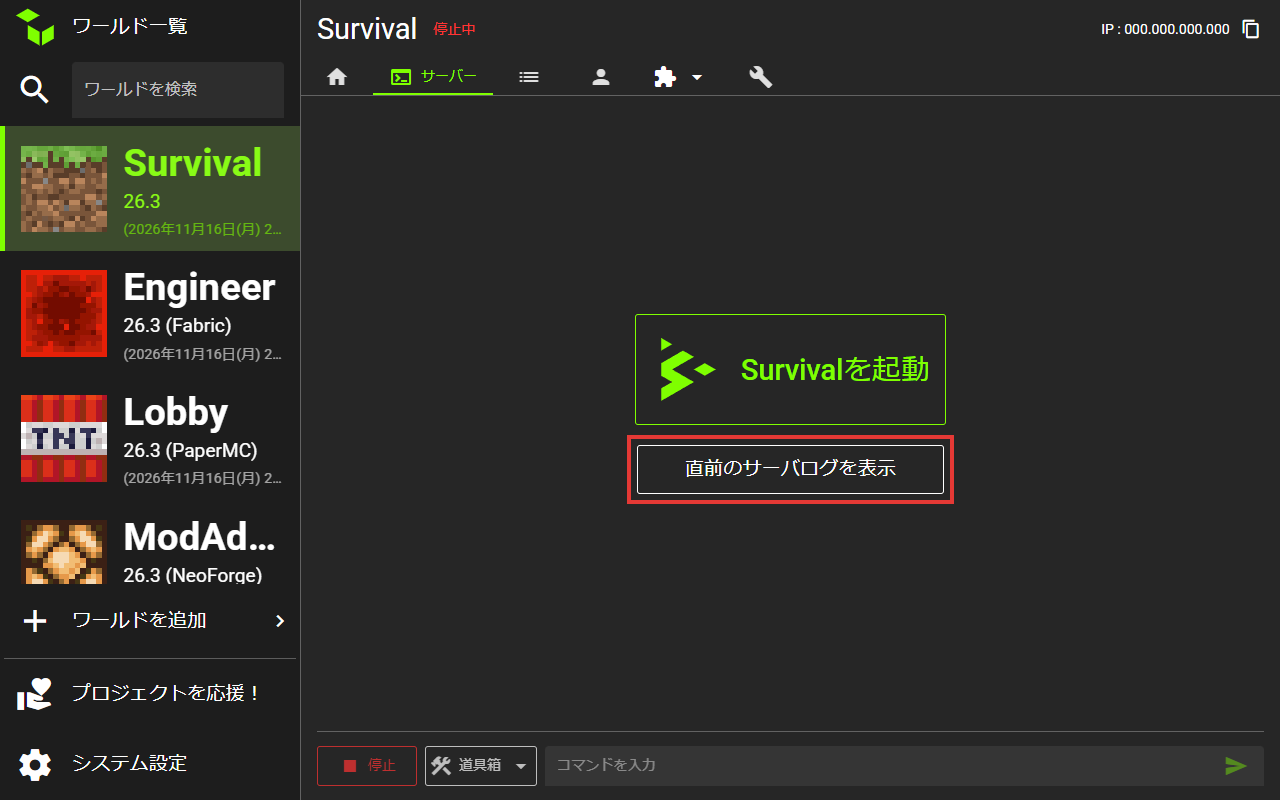 ワールド一覧
ワールドを検索
Survival
26.3
(2026年11月16日(月) 2...
Engineer
26.3 (Fabric)
(2026年11月16日(月) 2...
Lobby
26.3 (PaperMC)
(2026年11月16日(月) 2...
ModAd...
26.3 (NeoForge)
ワールドを追加
プロジェクトを応援！
システム設定
Survival 停止中
IP : 000.000.000.000
サーバー
Survivalを起動
直前のサーバログを表示
停止
道具箱
コマンドを入力
TNT